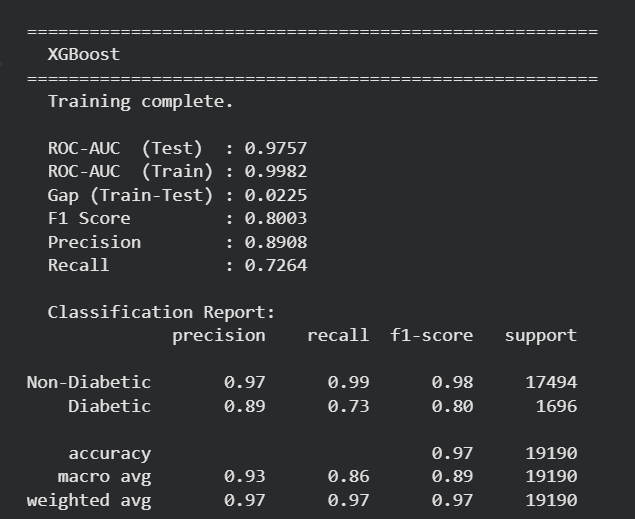 =======================================================
XGBoost
=======================================================
Training complete.
ROC-AUC  (Test)  : 0.9757
ROC-AUC  (Train) : 0.9982
Gap (Train-Test) : 0.0225
F1 Score         : 0.8003
Precision        : 0.8908
Recall           : 0.7264
Classification Report:
              precision    recall  f1-score   support
Non-Diabetic       0.97      0.99      0.98     17494
    Diabetic       0.89      0.73      0.80      1696
    accuracy                           0.97     19190
   macro avg       0.93      0.86      0.89     19190
weighted avg       0.97      0.97      0.97     19190